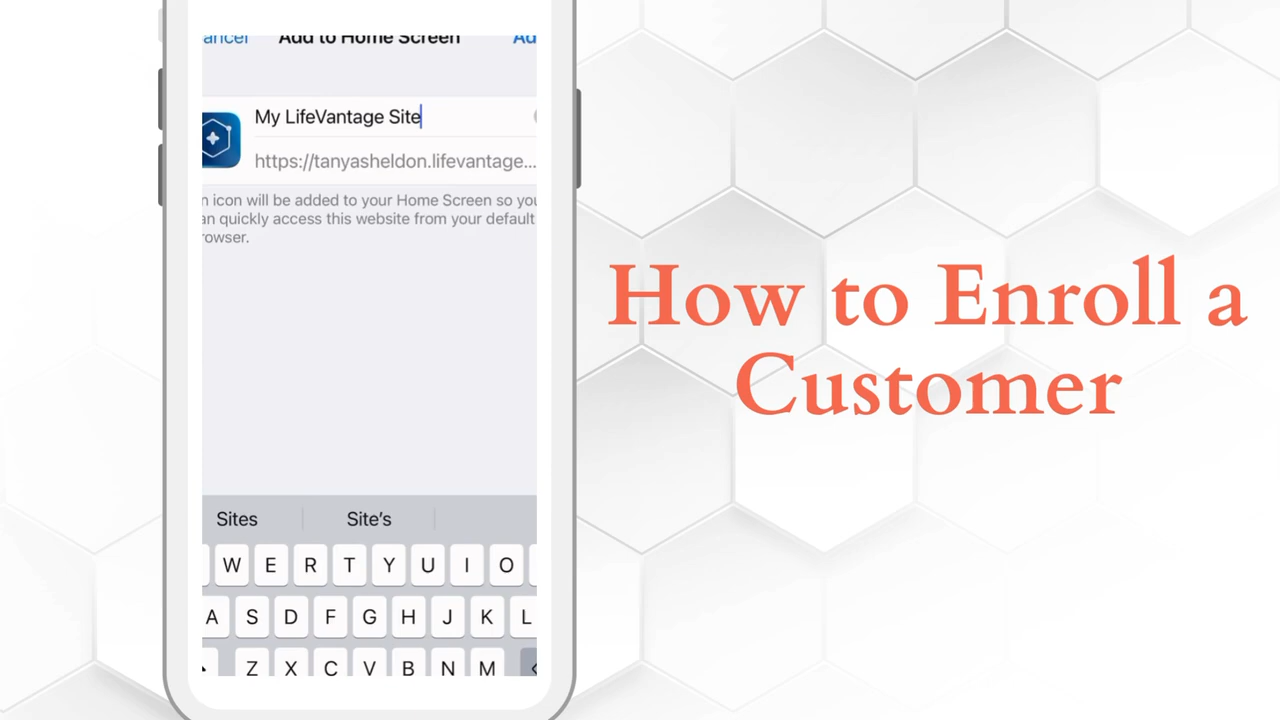 ancel Add to Home Screen Ad
My LifeVantage Site
https://tanyasheldon.lifevantage...
n icon will be added to your Home Screen so you
an quickly access this website from your default
rowser.
Sites Site's
W E R T Y U I O
A S D F G H J K L
Z X C V B N M
How to Enroll a
Customer